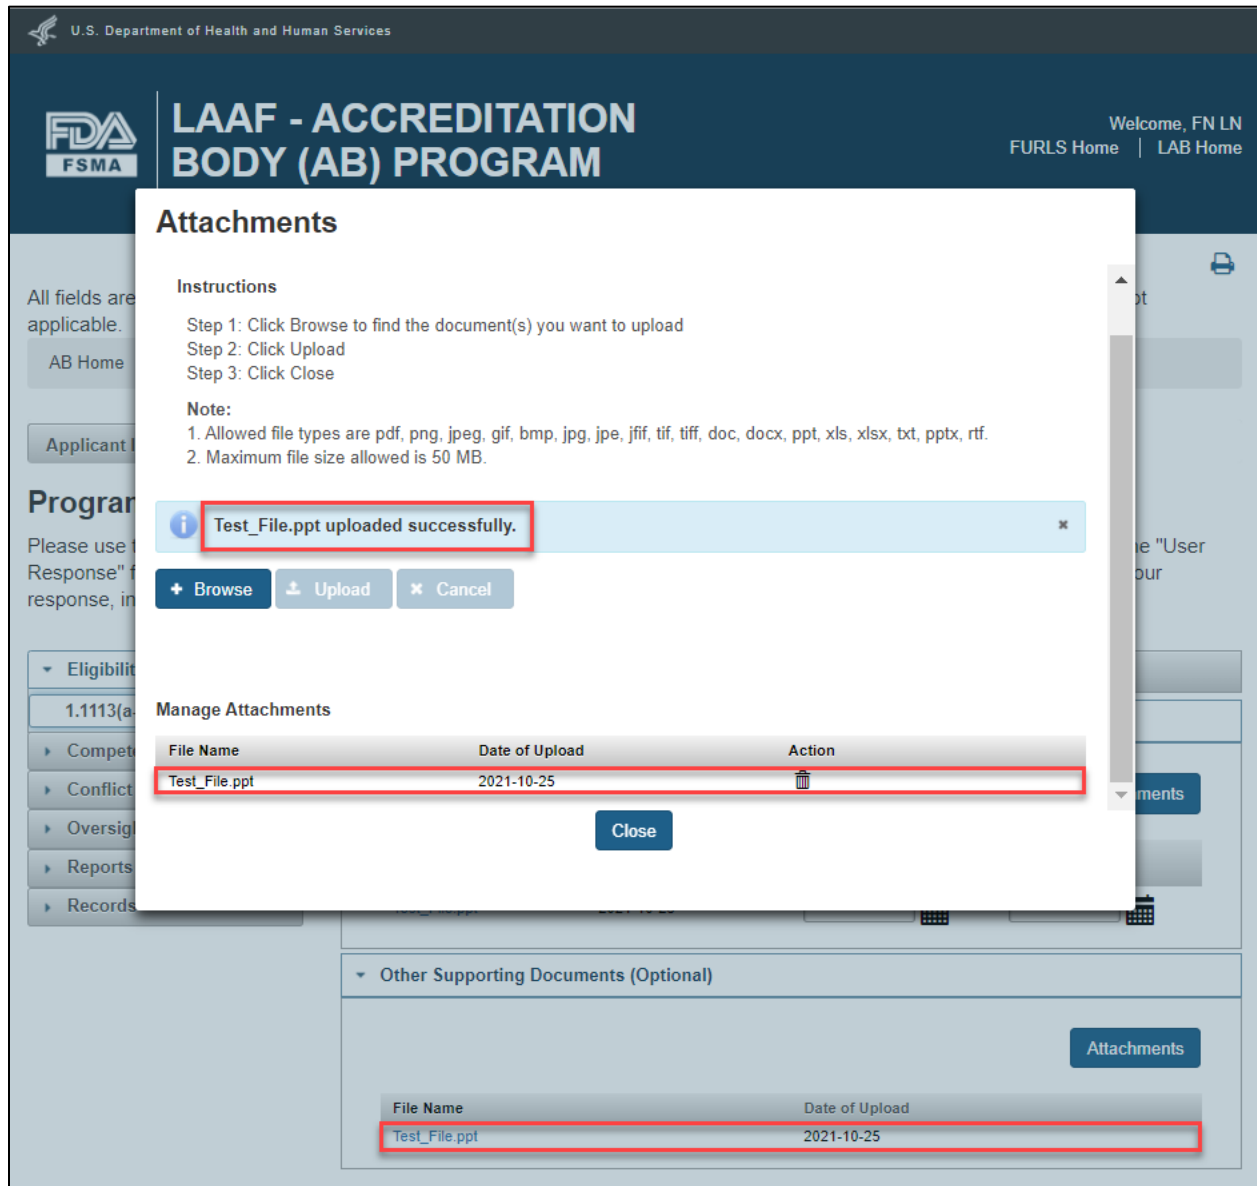 U.S. Department of Health and Human Services
FDA
FSMA
LAAF - ACCREDITATION
BODY (AB) PROGRAM
Welcome, FN LN
FURLS Home | LAB Home
Attachments
Instructions
All fields are
applicable.
Step 1: Click Browse to find the document(s) you want to upload
Step 2: Click Upload
Step 3: Click Close
AB Home
Note:
1. Allowed file types are pdf, png, jpeg, gif, bmp, jpg, jpe, jfif, tif, tiff, doc, docx, ppt, xls, xlsx, txt, pptx, rtf.
2. Maximum file size allowed is 50 MB.
Applicant
Test_File.ppt uploaded successfully.
Please use
"User
Response"
response, in
Browse
Upload
Cancel
1.1113(a
Manage Attachments
File Name Date of Upload Action
Test_File.ppt 2021-10-25
Close
Conflict
Reports
Records
Test_File.ppt 2021-10-25
Other Supporting Documents (Optional)
Attachments
File Name Date of Upload
Test_File.ppt 2021-10-25